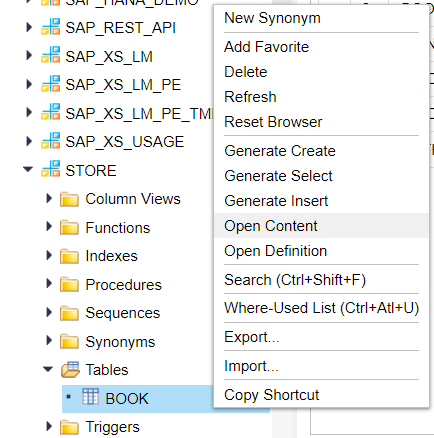 SAP_HANA_DEMO
SAP_REST_API
SAP_XS_LM
SAP_XS_LM_PE
SAP_XS_LM_PE_TM
SAP_XS_USAGE
STORE
Column Views
Functions
Indexes
Procedures
Sequences
Synonyms
Tables
BOOK
Triggers
New Synonym
Add Favorite
Delete
Refresh
Reset Browser
Generate Create
Generate Select
Generate Insert
Open Content
Open Definition
Search (Ctrl+Shift+F)
Where-Used List (Ctrl+Atl+U)
Export...
Import...
Copy Shortcut